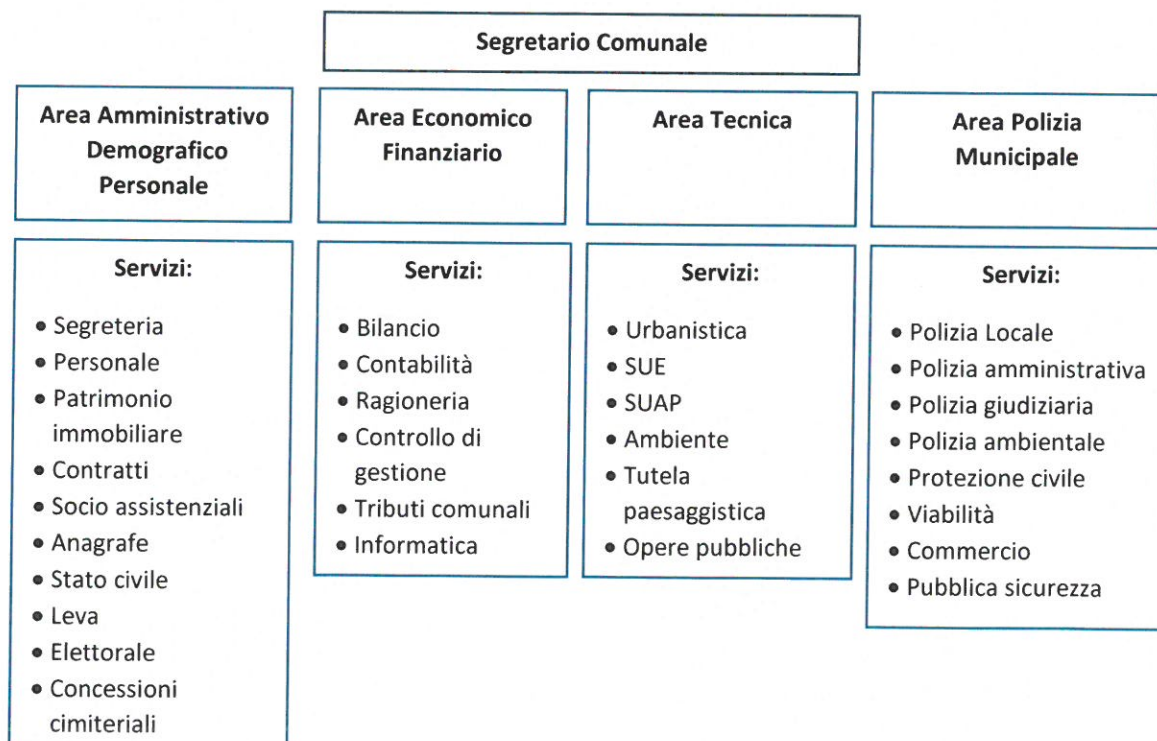 Segretario Comunale
Area Amministrativo
Demografico
Personale
Area Economico
Finanziario
Area Tecnica
Area Polizia
Municipale
Servizi:
• Segreteria
• Personale
• Patrimonio
immobiliare
• Contratti
• Socio assistenziali
• Anagrafe
• Stato civile
• Leva
• Elettorale
• Concessioni
cimiteriali
Servizi:
• Bilancio
• Contabilità
• Ragioneria
• Controllo di
gestione
• Tributi comunali
• Informatica
Servizi:
• Urbanistica
• SUE
• SUAP
• Ambiente
• Tutela
paesaggistica
• Opere pubbliche
Servizi:
• Polizia Locale
• Polizia amministrativa
• Polizia giudiziaria
• Polizia ambientale
• Protezione civile
• Viabilità
• Commercio
• Pubblica sicurezza